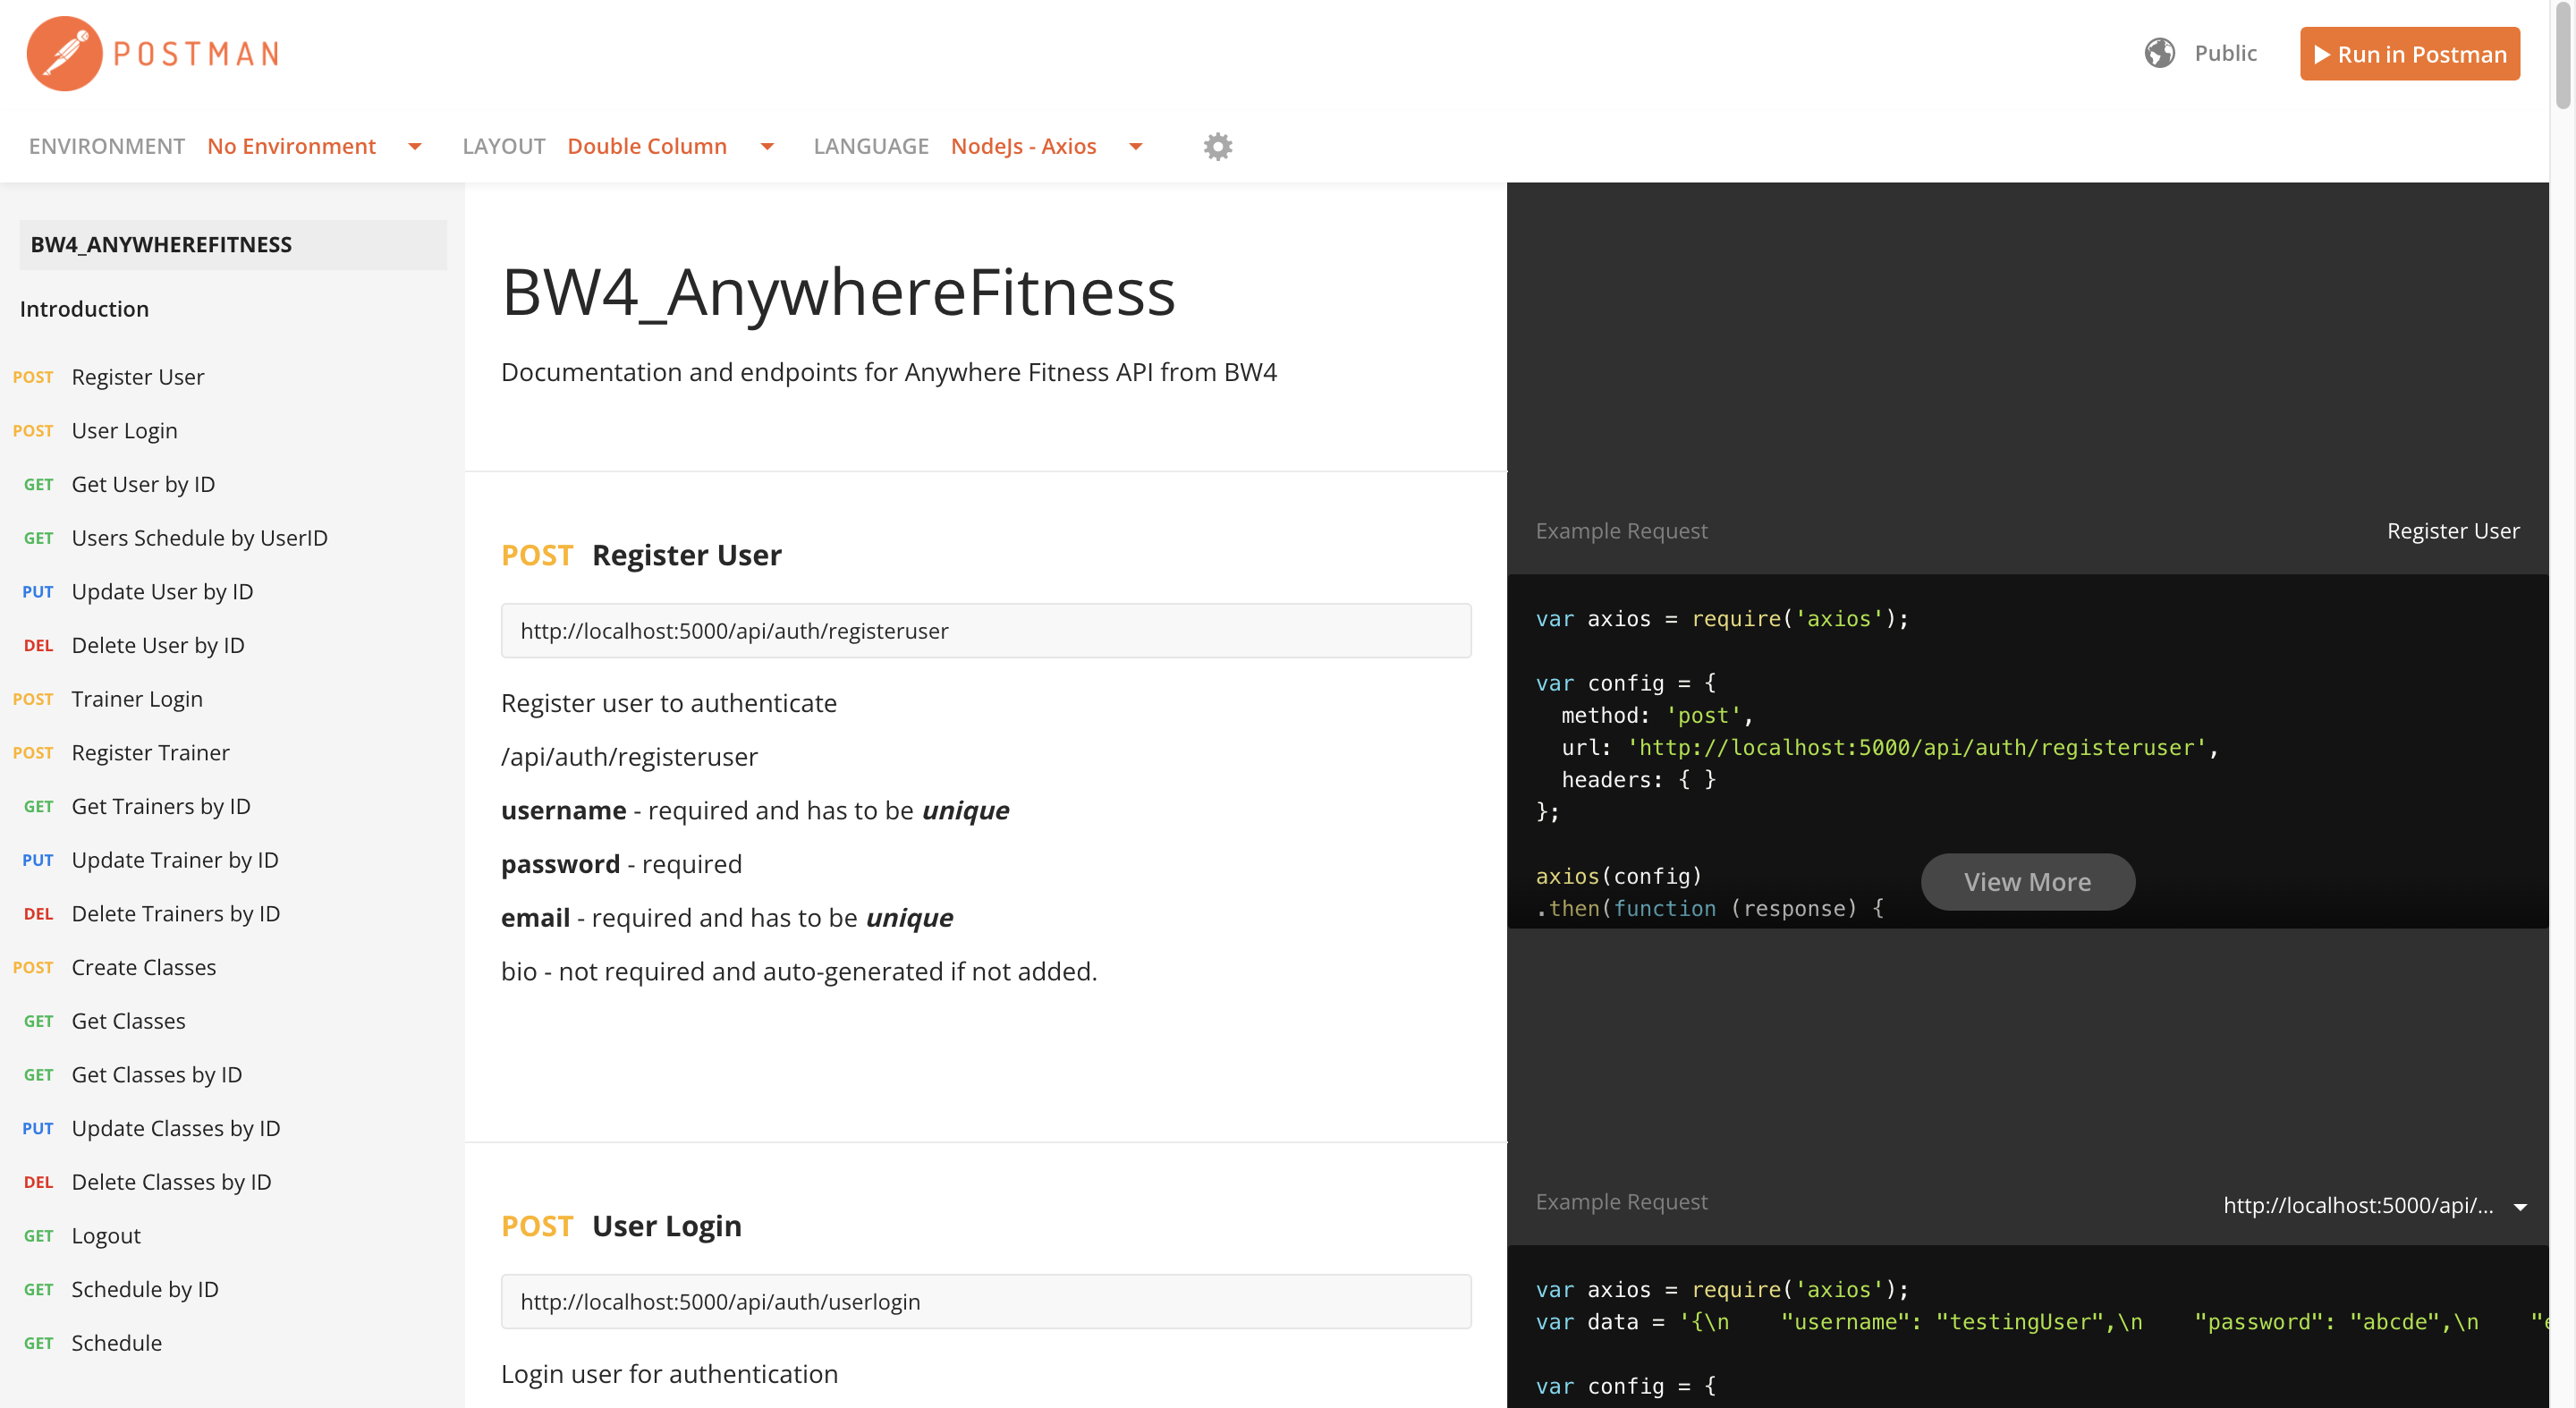 POSTMAN
Public
Run in Postman
ENVIRONMENT No Environment LAYOUT Double Column LANGUAGE NodeJs - Axios
BW4_ANYWHEREFITNESS
Introduction
POST Register User
POST User Login
GET Get User by ID
GET Users Schedule by UserID
PUT Update User by ID
DEL Delete User by ID
POST Trainer Login
POST Register Trainer
GET Get Trainers by ID
PUT Update Trainer by ID
DEL Delete Trainers by ID
POST Create Classes
GET Get Classes
GET Get Classes by ID
PUT Update Classes by ID
DEL Delete Classes by ID
GET Logout
GET Schedule by ID
GET Schedule
BW4_AnywhereFitness
Documentation and endpoints for Anywhere Fitness API from BW4
POST Register User
http://localhost:5000/api/auth/registeruser
Register user to authenticate
/api/auth/registeruser
username - required and has to be unique
password - required
email - required and has to be unique
bio - not required and auto-generated if not added.
Example Request Register User
var axios = require('axios');
var config = {
method: 'post',
url: 'http://localhost:5000/api/auth/registeruser',
headers: { }
};
axios(config)
.then(function (response) {
View More
POST User Login
http://localhost:5000/api/auth/userlogin
Login user for authentication
Example Request http://localhost:5000/api/...
var axios = require('axios');
var data = '{\n    "username": "testingUser",\n    "password": "abcde",\n    "e
var config = {